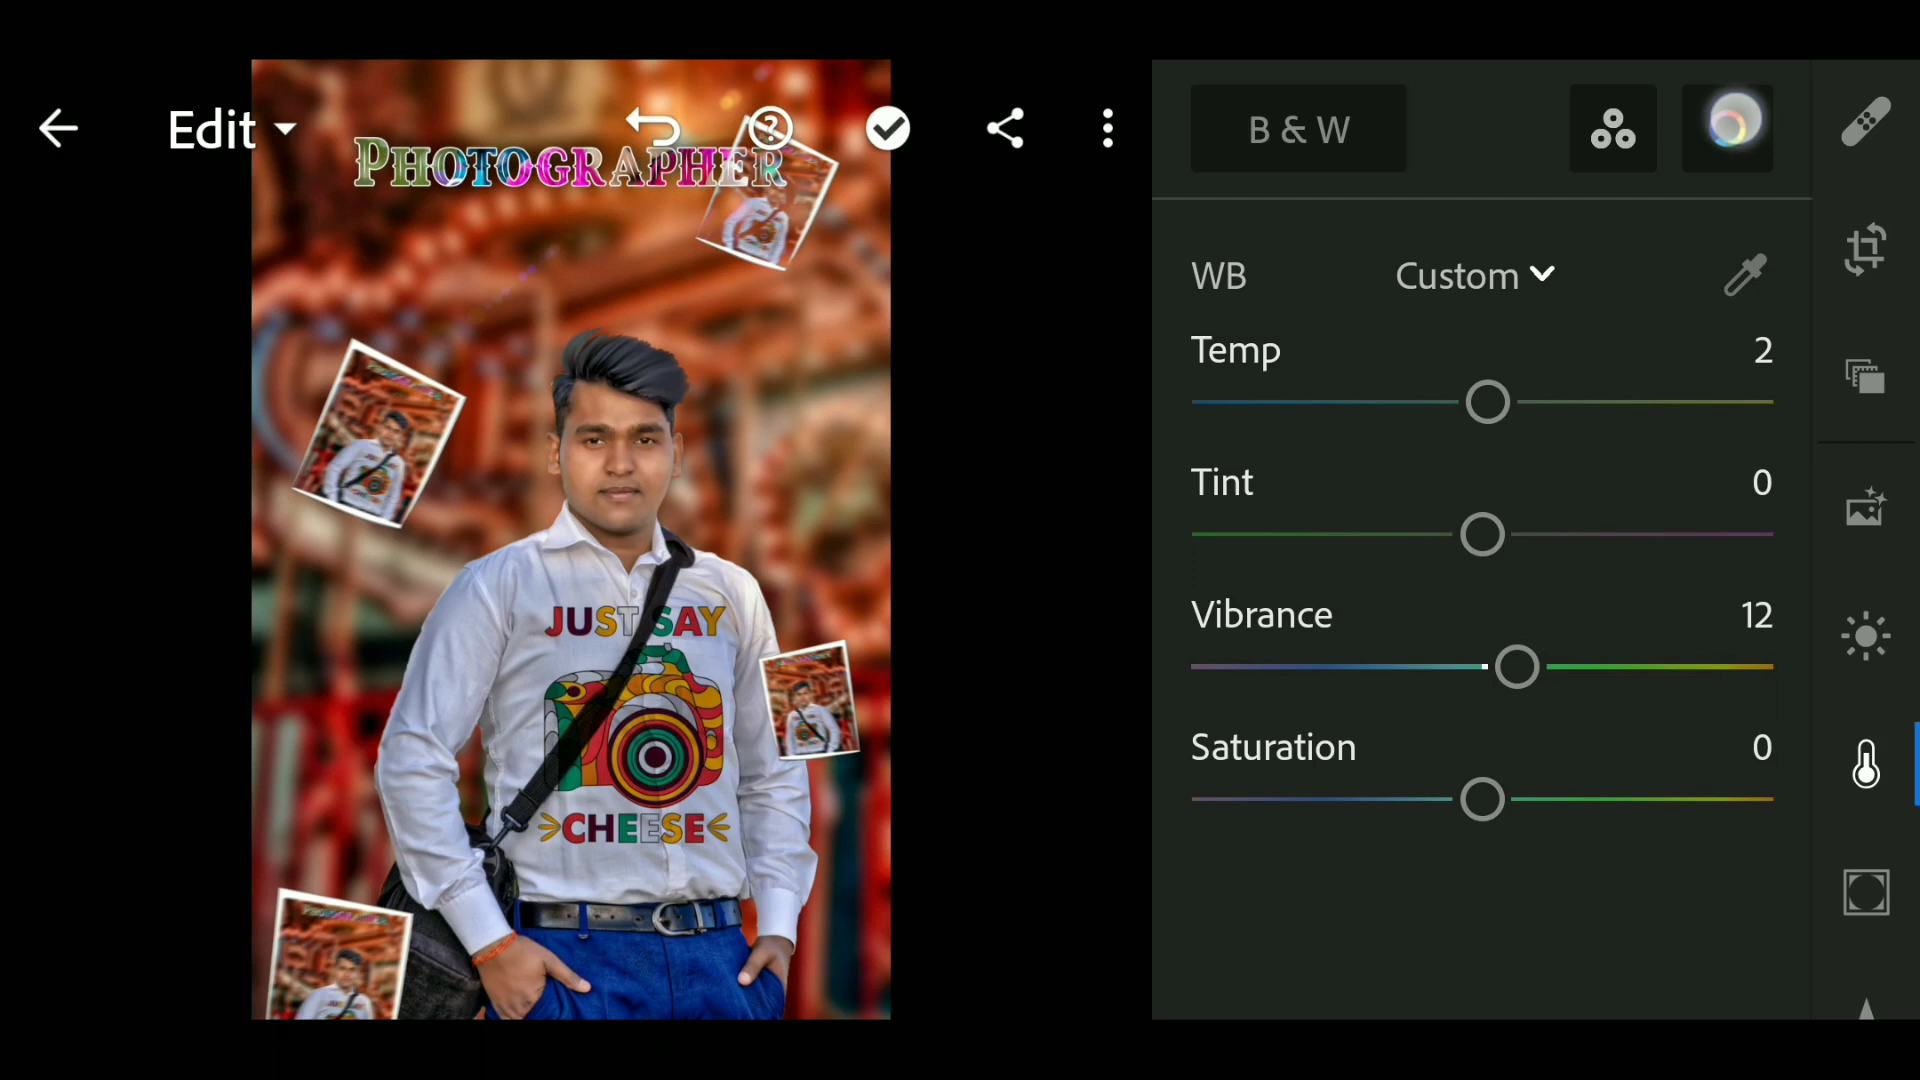 Edit
PHOTOGRAPHER
JUST SAY
CHEESE
B & W
WB Custom
Temp 2
Tint 0
Vibrance 12
Saturation 0